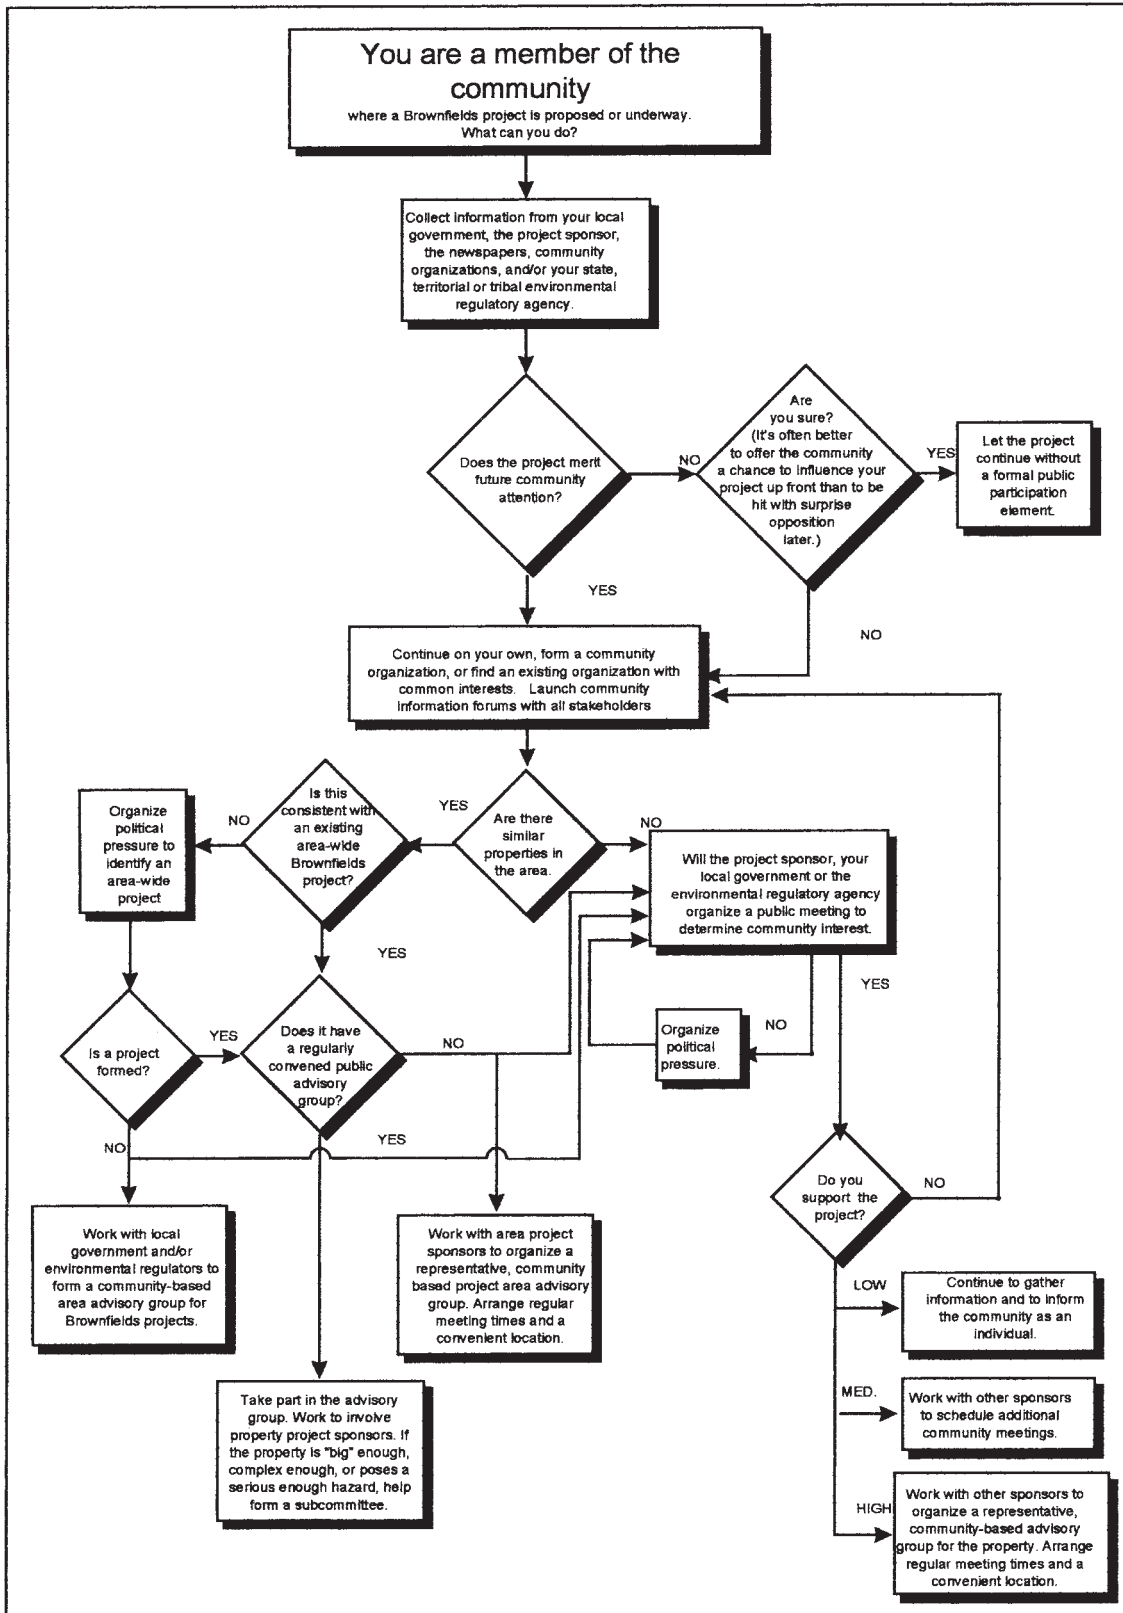 You are a member of the
community
where a Brownfields project is proposed or underway.
What can you do?
Collect information from your local
government, the project sponsor,
the newspapers, community
organizations, and/or your state,
territorial or tribal environmental
regulatory agency.
Does the project merit
future community
attention?
NO
Are
you sure?
(It's often better
to offer the community
a chance to influence your
project up front than to be
hit with surprise
opposition
later.)
YES
Let the project
continue without
a formal public
participation
element.
YES
NO
Continue on your own, form a community
organization, or find an existing organization with
common interests. Launch community
Information forums with all stakeholders
Organize
political
pressure to
identify an
area-wide
project
NO
Is this
consistent with
an existing
area-wide
Brownfields
project?
YES
Are there
similar
properties in
the area.
NO
Will the project sponsor, your
local government or the
environmental regulatory agency
organize a public meeting to
determine community interest.
YES
YES
Is a project
formed?
YES
Does it have
a regularly
convened public
advisory
group?
NO
Organize
political
pressure.
NO
NO
YES
Do you
support the
project?
NO
Work with local
government and/or
environmental regulators to
form a community-based
area advisory group for
Brownfields projects.
Work with area project
sponsors to organize a
representative, community
based project area advisory
group. Arrange regular
meeting times and a
convenient location.
LOW
Continue to gather
information and to inform
the community as an
individual.
Take part in the advisory
group. Work to involve
property project sponsors. If
the property is "big" enough,
complex enough, or poses a
serious enough hazard, help
form a subcommittee.
MED.
Work with other sponsors
to schedule additional
community meetings.
HIGH
Work with other sponsors to
organize a representative,
community-based advisory
group for the property. Arrange
regular meeting times and a
convenient location.